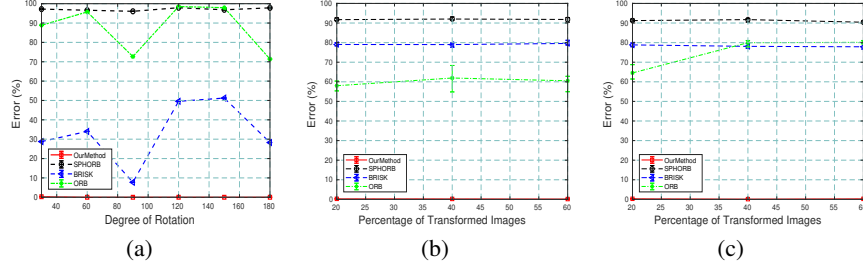 100
90
80
70
60
50
40
30
20
10
0
Error (%)
OurMethod
SPHORB
BRISK
ORB
40 60 80 100 120 140 160 180
Degree of Rotation
(a)
100
90
80
70
60
50
40
30
20
10
0
Error (%)
OurMethod
SPHORB
BRISK
ORB
20 25 30 35 40 45 50 55 60
Percentage of Transformed Images
(b)
100
90
80
70
60
50
40
30
20
10
0
Error (%)
OurMethod
SPHORB
BRISK
ORB
20 25 30 35 40 45 50 55 60
Percentage of Transformed Images
(c)